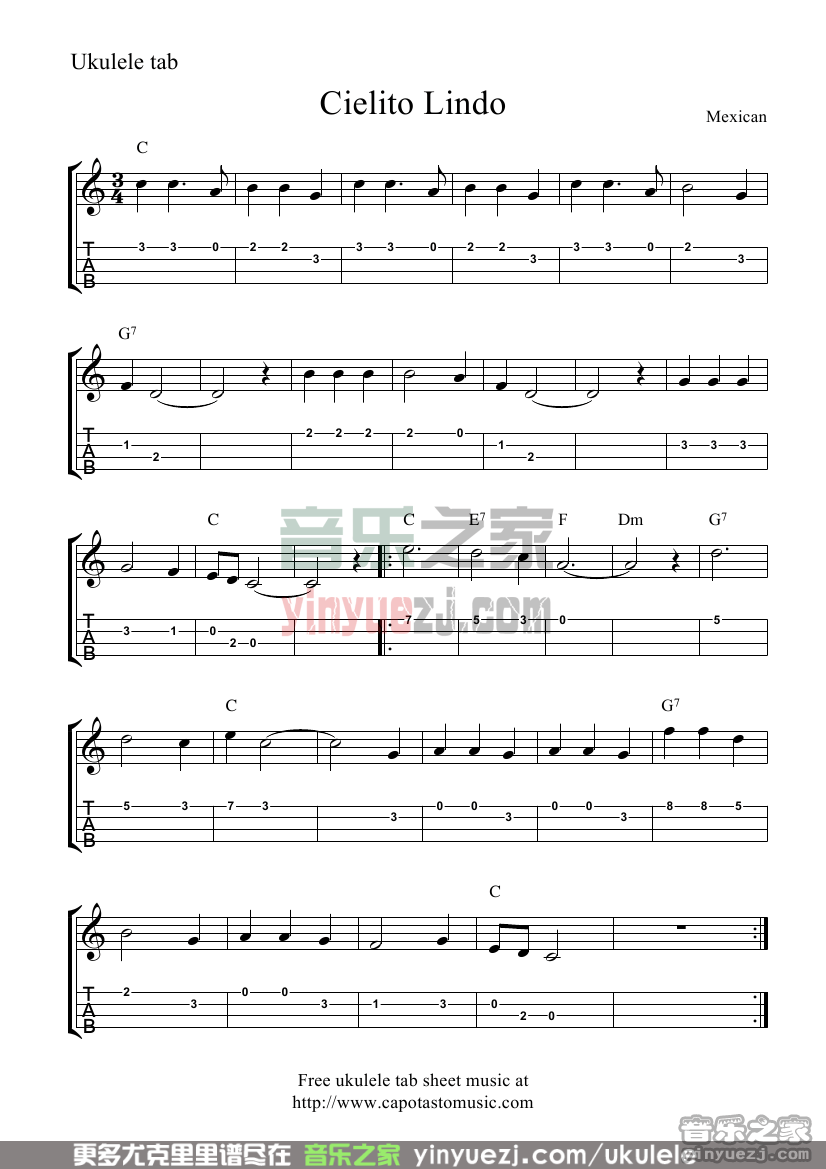 Ukulele tab
Cielito Lindo
Mexican
C
3 4
T A B 3 3 0 2 2 3 3 3 0 2 2 3 3 3 0 2 3
G7
T A B 1 2 2 2 2 2 0 1 2 3 3 3
音乐之家
C C E7 F Dm G7
yinyuezj.com
T A B 3 1 0 2 0 7 5 3 0 5
C G7
T A B 5 3 7 3 3 0 0 3 0 0 3 8 8 5
C
T A B 2 3 0 0 3 1 3 0 2 0
Free ukulele tab sheet music at
http://www.capotastomusic.com
音乐之家
www.yinyuezj.com
更多尤克里里谱尽在 音乐之家 yinyuezj.com/ukulele